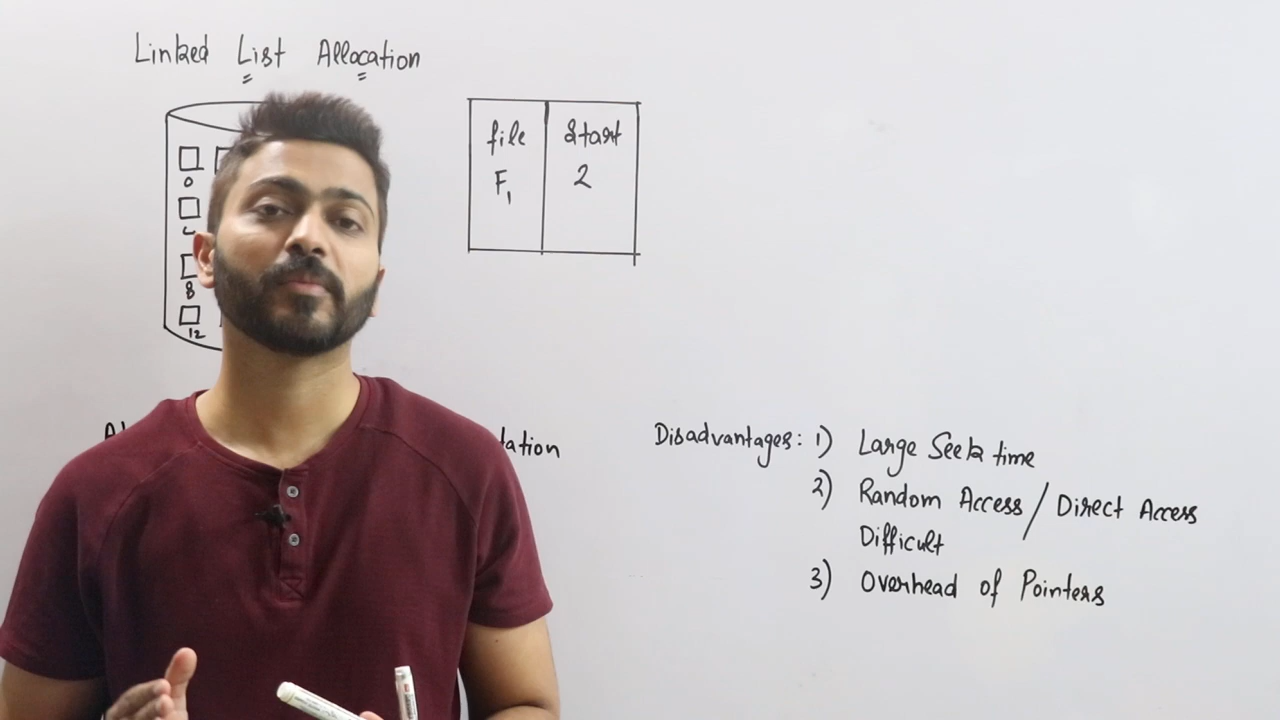 Linked List Allocation
file Start
F1 2
0
8
12
Disadvantages: 1) Large Seek time
2) Random Access / Direct Access
Difficult
3) Overhead of Pointers